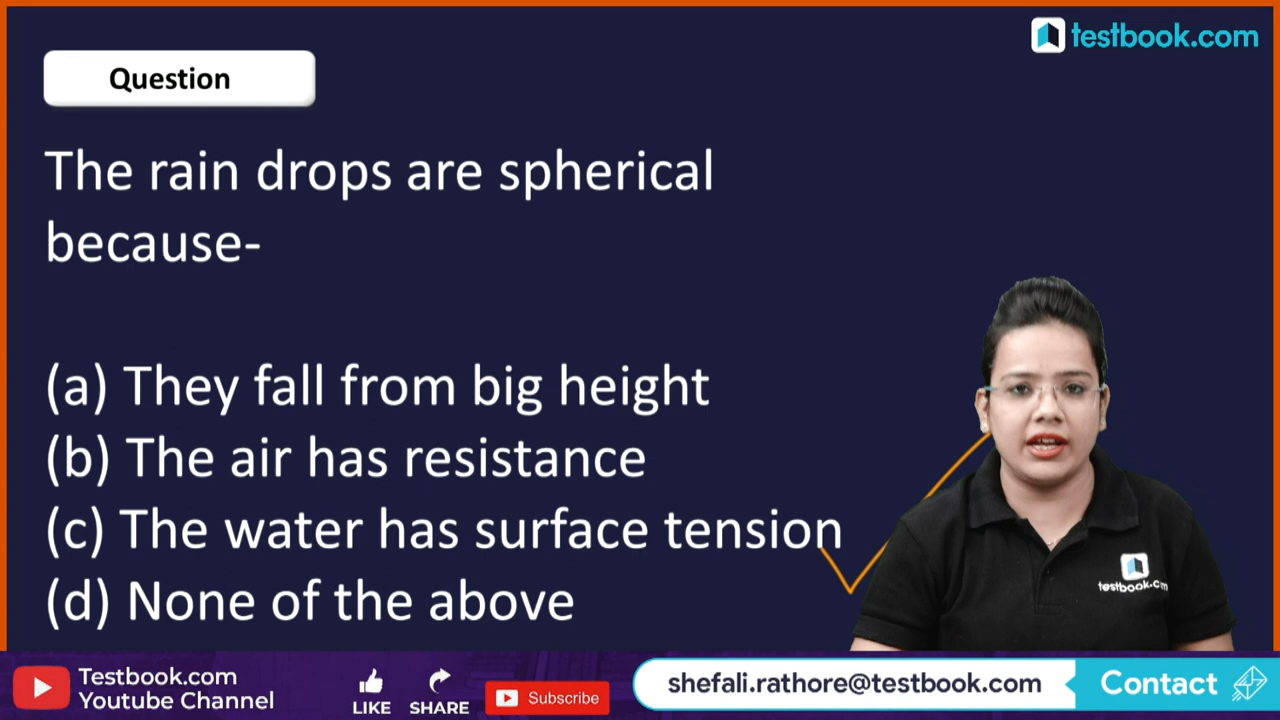 testbook.com
Question
The rain drops are spherical
because-
(a) They fall from big height
(b) The air has resistance
(c) The water has surface tension
(d) None of the above
testbook.c
Testbook.com
Youtube Channel
LIKE
SHARE
Subscribe
shefali.rathore@testbook.com
Contact